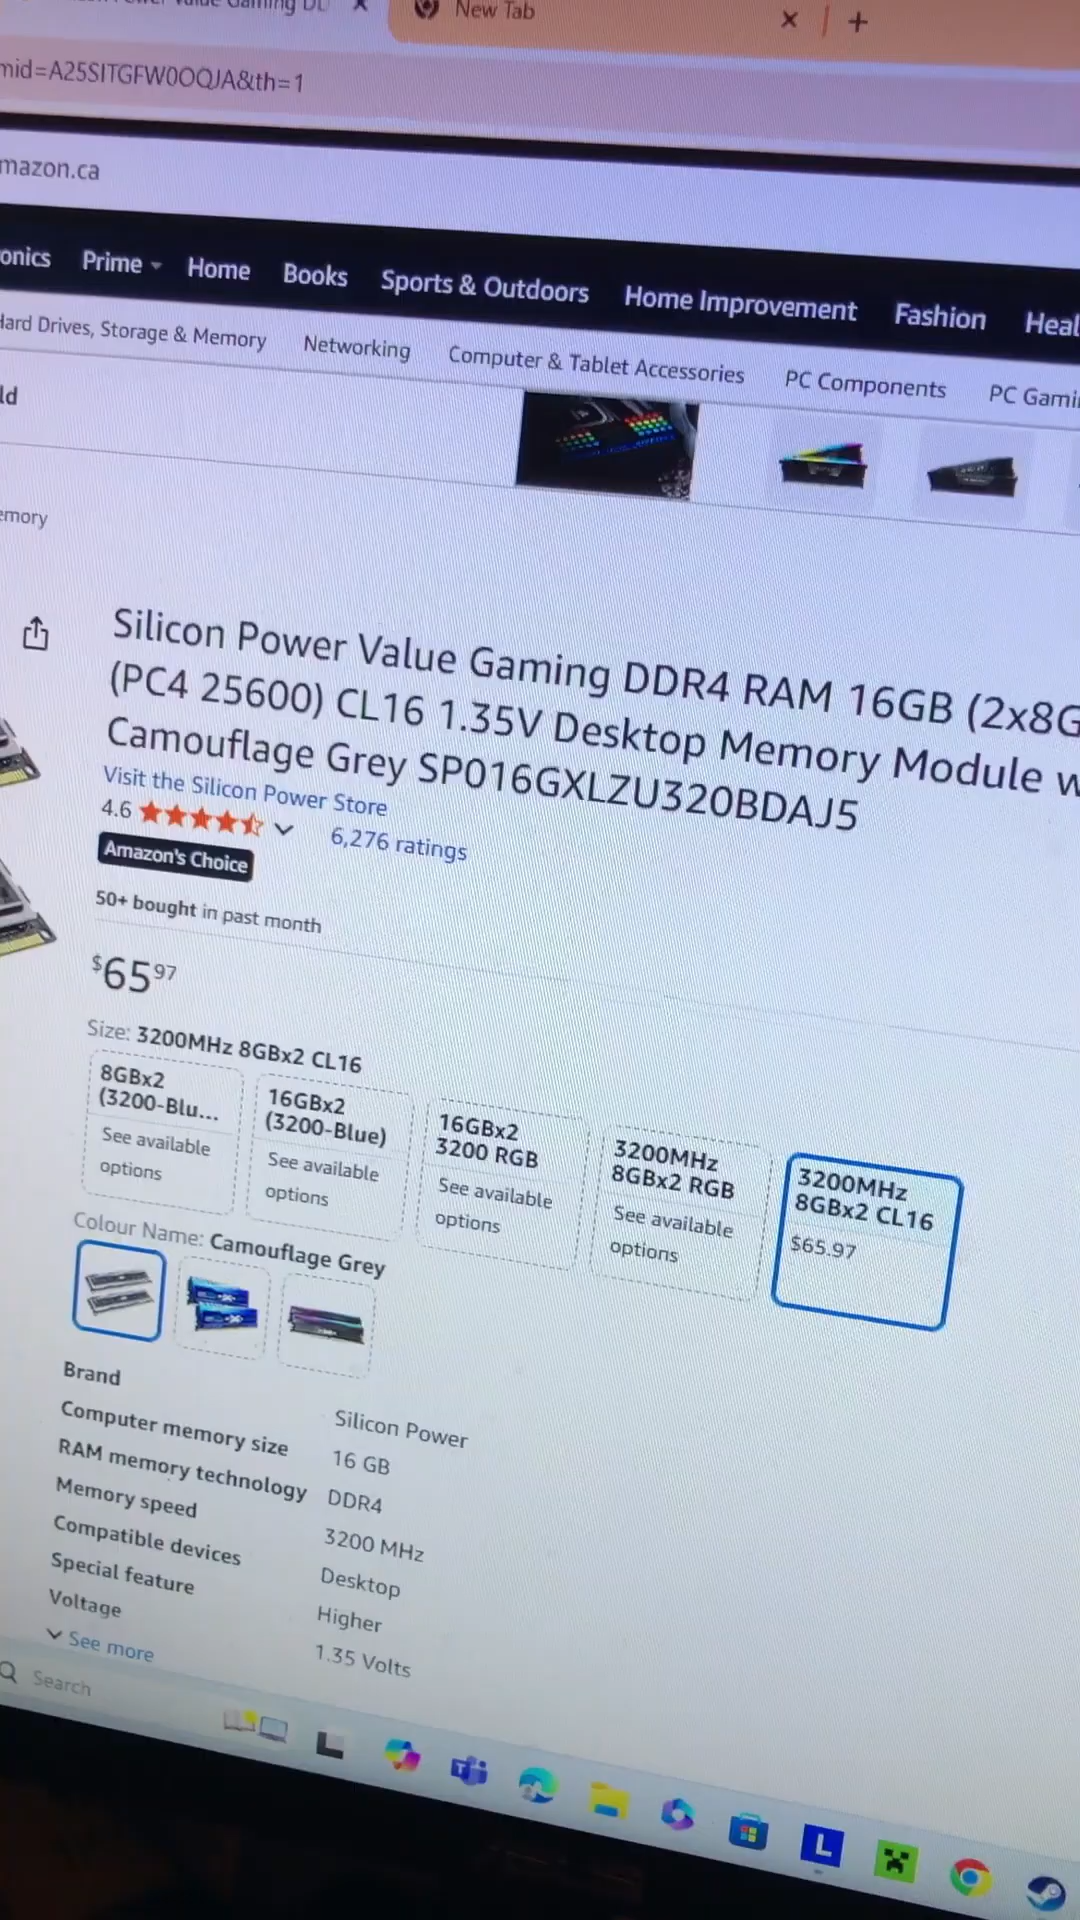 New Tab
mid=A25SITGFW0OQJA&th=1
mazon.ca
onics Prime Home Books Sports & Outdoors Home Improvement Fashion Heal
Hard Drives, Storage & Memory Networking Computer & Tablet Accessories PC Components PC Gami
ld
emory
Silicon Power Value Gaming DDR4 RAM 16GB (2x8G
(PC4 25600) CL16 1.35V Desktop Memory Module w
Camouflage Grey SP016GXLZU320BDAJ5
Visit the Silicon Power Store
4.6 6,276 ratings
Amazon's Choice
50+ bought in past month
$65 97
Size: 3200MHz 8GBx2 CL16
8GBx2
(3200-Blu...
See available
options
16GBx2
(3200-Blue)
See available
options
16GBx2
3200 RGB
See available
options
3200MHz
8GBx2 RGB
See available
options
3200MHz
8GBx2 CL16
$65.97
Colour Name: Camouflage Grey
Brand Silicon Power
Computer memory size 16 GB
RAM memory technology DDR4
Memory speed 3200 MHz
Compatible devices Desktop
Special feature Higher
Voltage 1.35 Volts
See more
Search